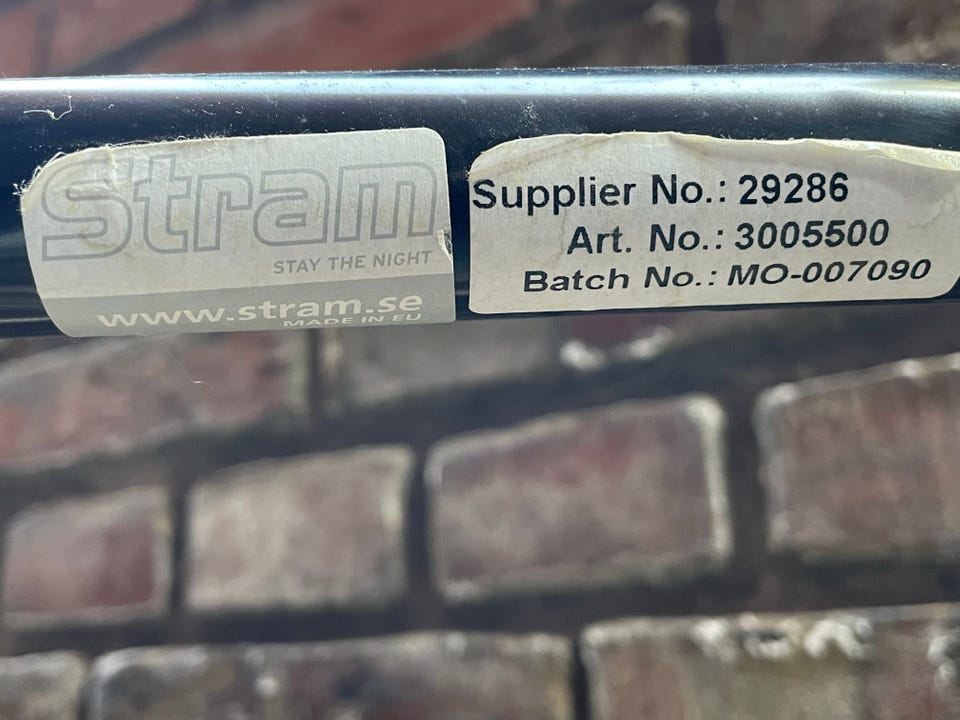 Stram
STAY THE NIGHT
www.stram.se
MADE IN EU
Supplier No.: 29286
Art. No.: 3005500
Batch No.: MO-007090